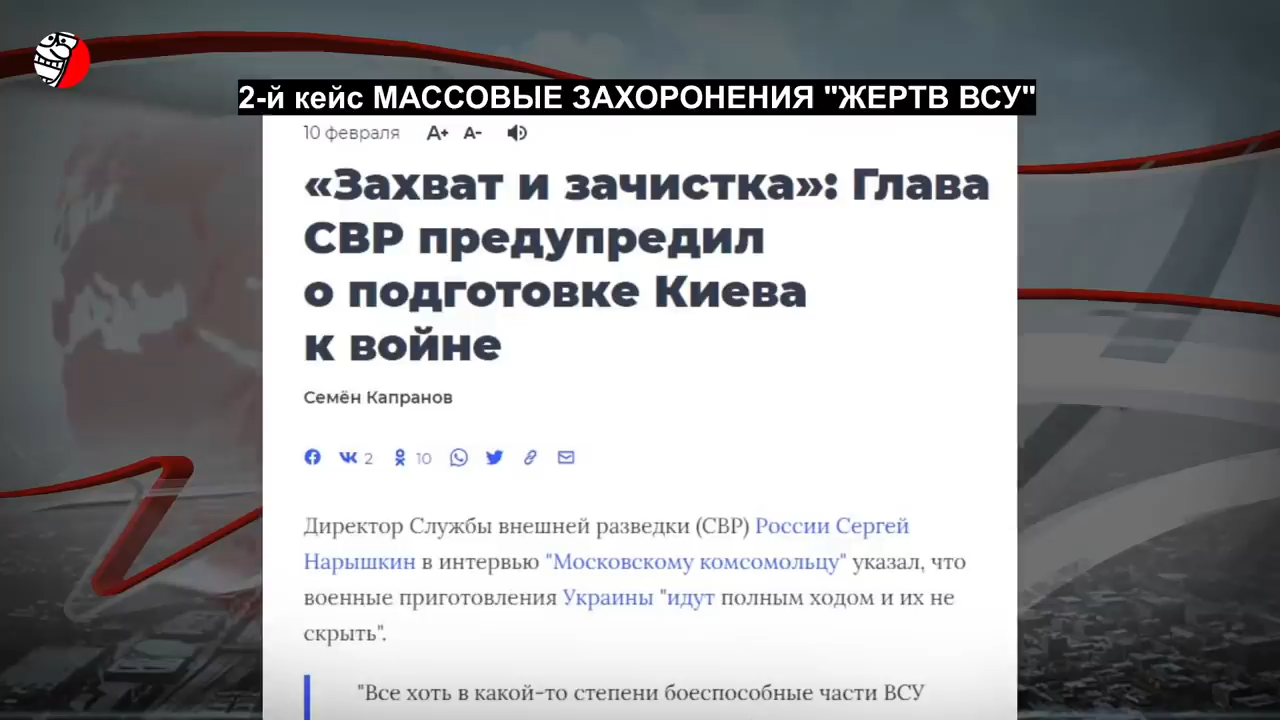 2-й кейс МАССОВЫЕ ЗАХОРОНЕНИЯ "ЖЕРТВ ВСУ"
10 февраля A+ A-
«Захват и зачистка»: Глава
СВР предупредил
о подготовке Киева
к войне
Семён Капранов
2 10
Директор Службы внешней разведки (СВР) России Сергей
Нарышкин в интервью "Московскому комсомольцу" указал, что
военные приготовления Украины "идут полным ходом и их не
скрыть".
"Все хоть в какой-то степени боеспособные части ВСУ